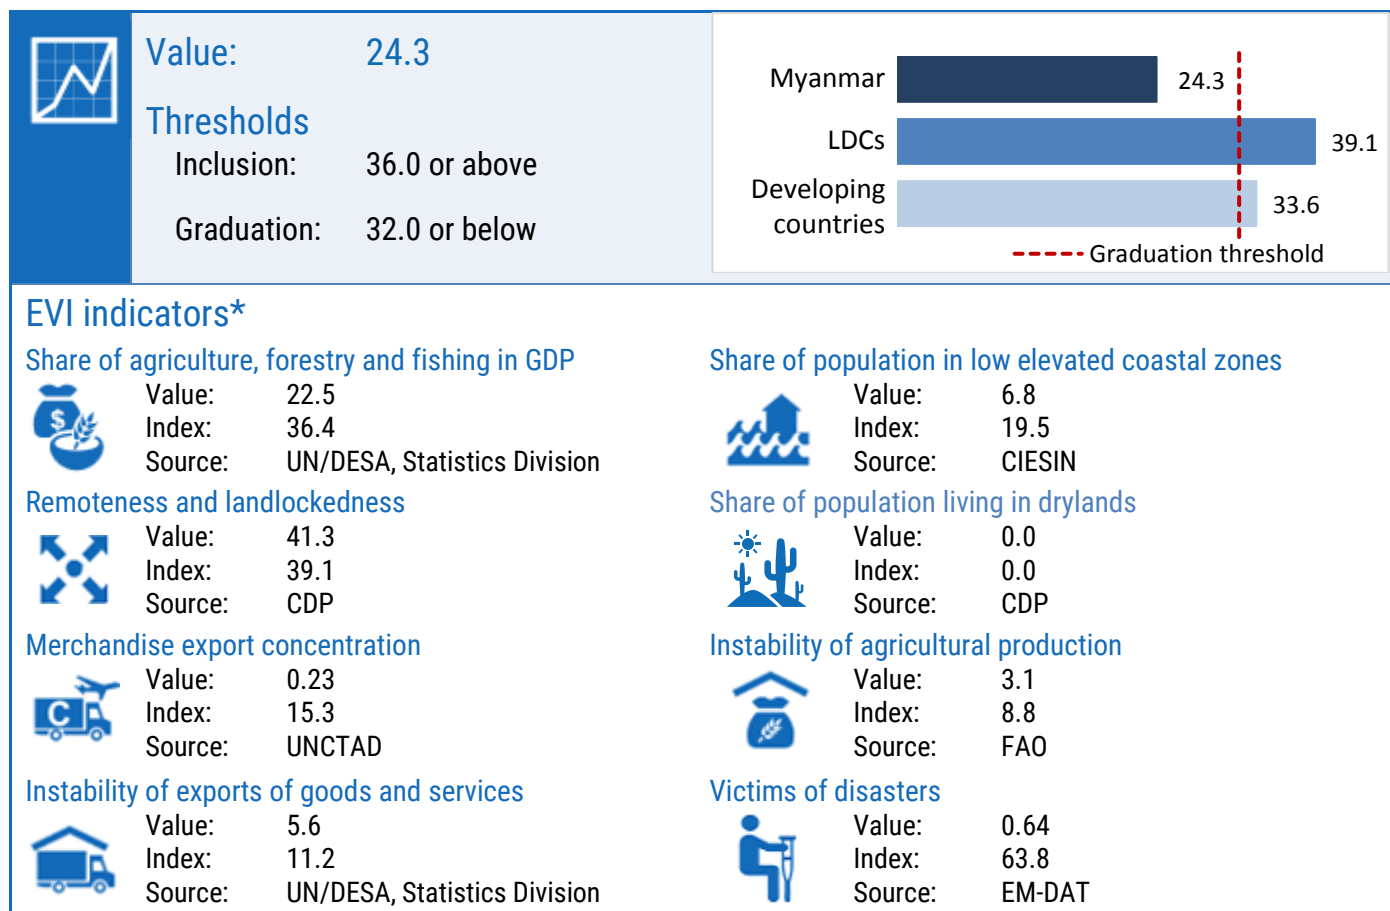 Value: 24.3
Thresholds
Inclusion: 36.0 or above
Graduation: 32.0 or below
Myanmar 24.3
LDCs 39.1
Developing
countries 33.6
Graduation threshold
EVI indicators*
Share of agriculture, forestry and fishing in GDP
Value: 22.5
Index: 36.4
Source: UN/DESA, Statistics Division
Share of population in low elevated coastal zones
Value: 6.8
Index: 19.5
Source: CIESIN
Remoteness and landlockedness
Value: 41.3
Index: 39.1
Source: CDP
Share of population living in drylands
Value: 0.0
Index: 0.0
Source: CDP
Merchandise export concentration
C
Value: 0.23
Index: 15.3
Source: UNCTAD
Instability of agricultural production
Value: 3.1
Index: 8.8
Source: FAO
Instability of exports of goods and services
Value: 5.6
Index: 11.2
Source: UN/DESA, Statistics Division
Victims of disasters
Value: 0.64
Index: 63.8
Source: EM-DAT